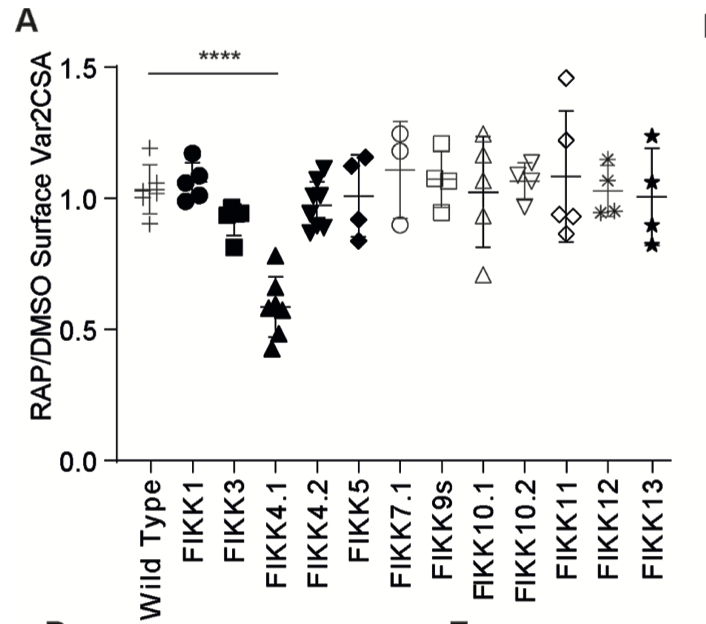 A
****
RAP/DMSO Surface Var2CSA
1.5
1.0
0.5
0.0
Wild Type
FIKK1
FIKK3
FIKK4.1
FIKK4.2
FIKK5
FIKK7.1
FIKK9s
FIKK10.1
FIKK10.2
FIKK11
FIKK12
FIKK13